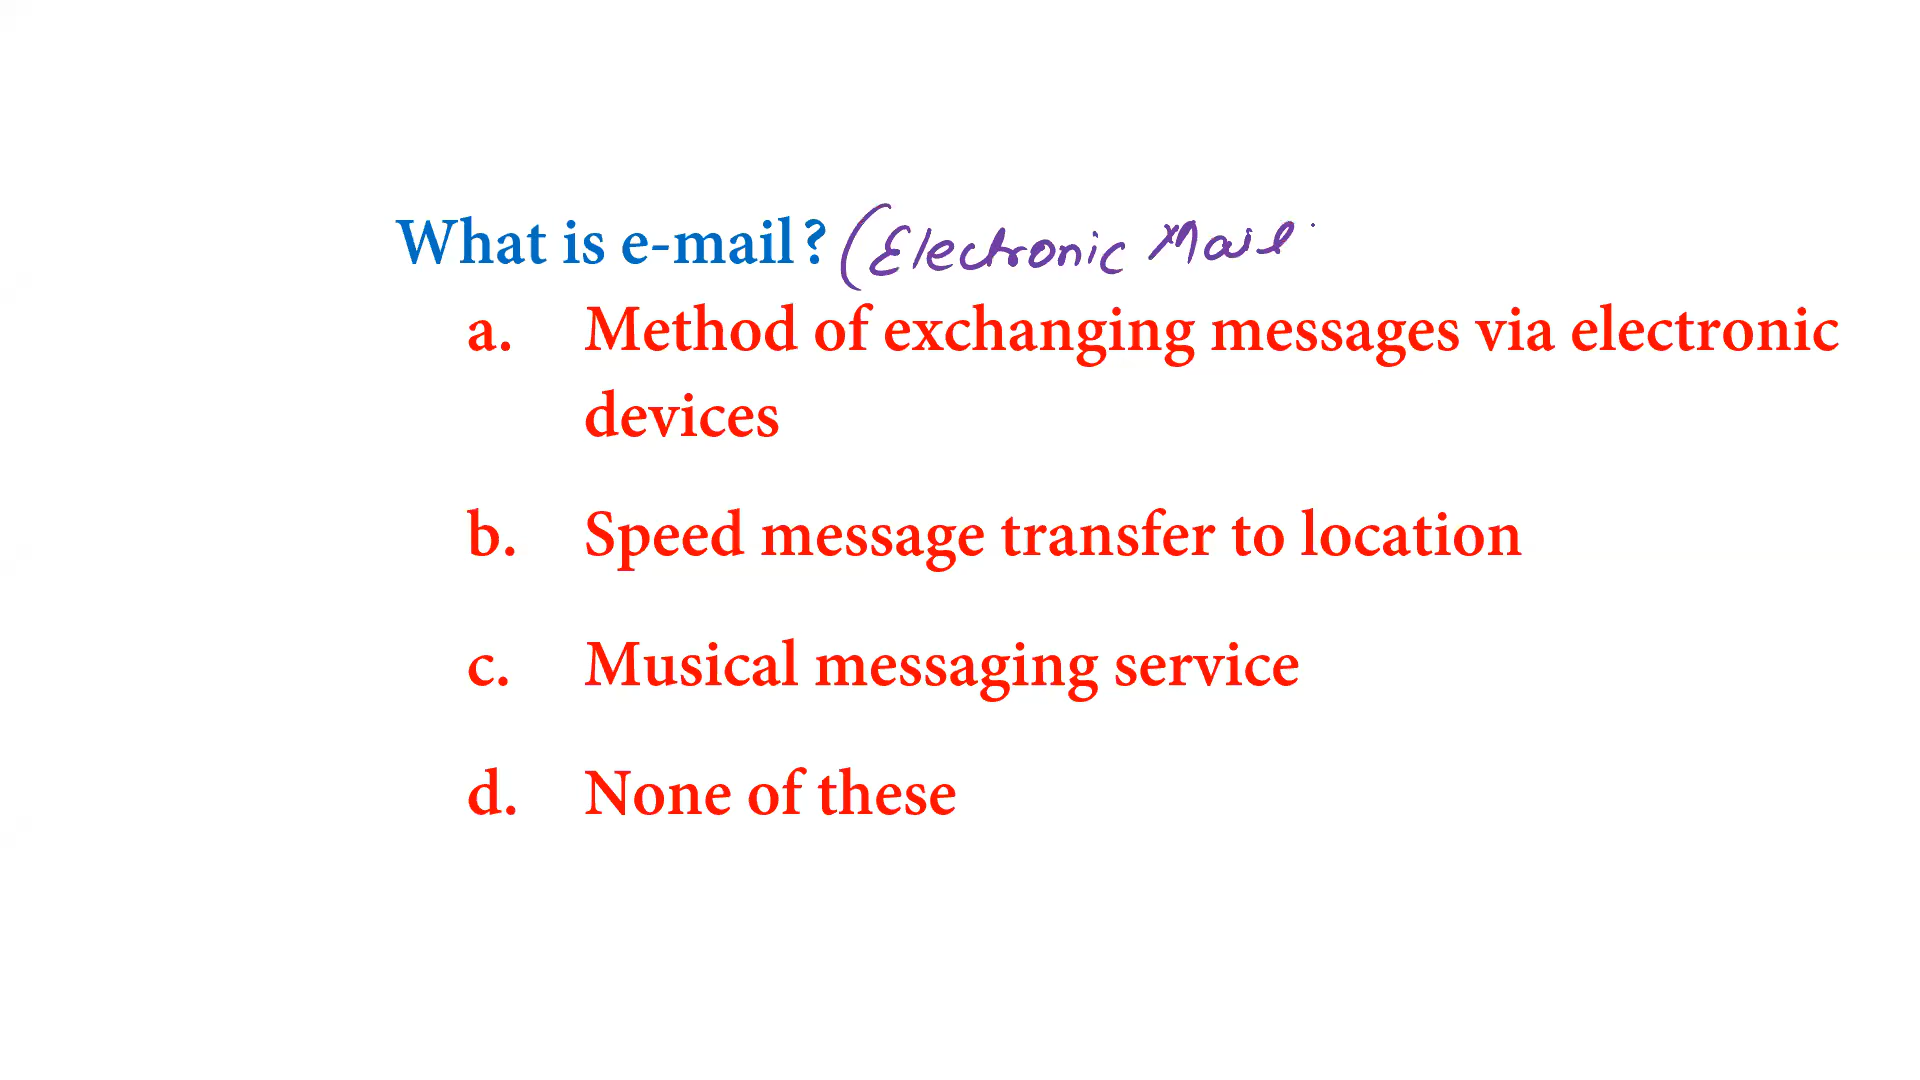 What is e-mail? (Electronic Mail
a. Method of exchanging messages via electronic
devices
b. Speed message transfer to location
c. Musical messaging service
d. None of these